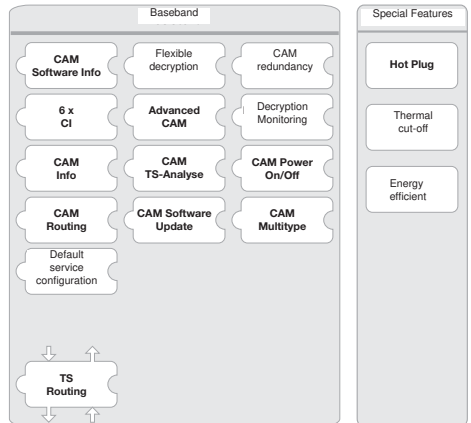 Baseband
Special Features
CAM
Software Info
Flexible
decryption
CAM
redundancy
Hot Plug
6 x
CI
Advanced
CAM
Decryption
Monitoring
Thermal
cut-off
CAM
Info
CAM
TS-Analyse
CAM Power
On/Off
Energy
efficient
CAM
Routing
CAM Software
Update
CAM
Multitype
Default
service
configuration
TS
Routing